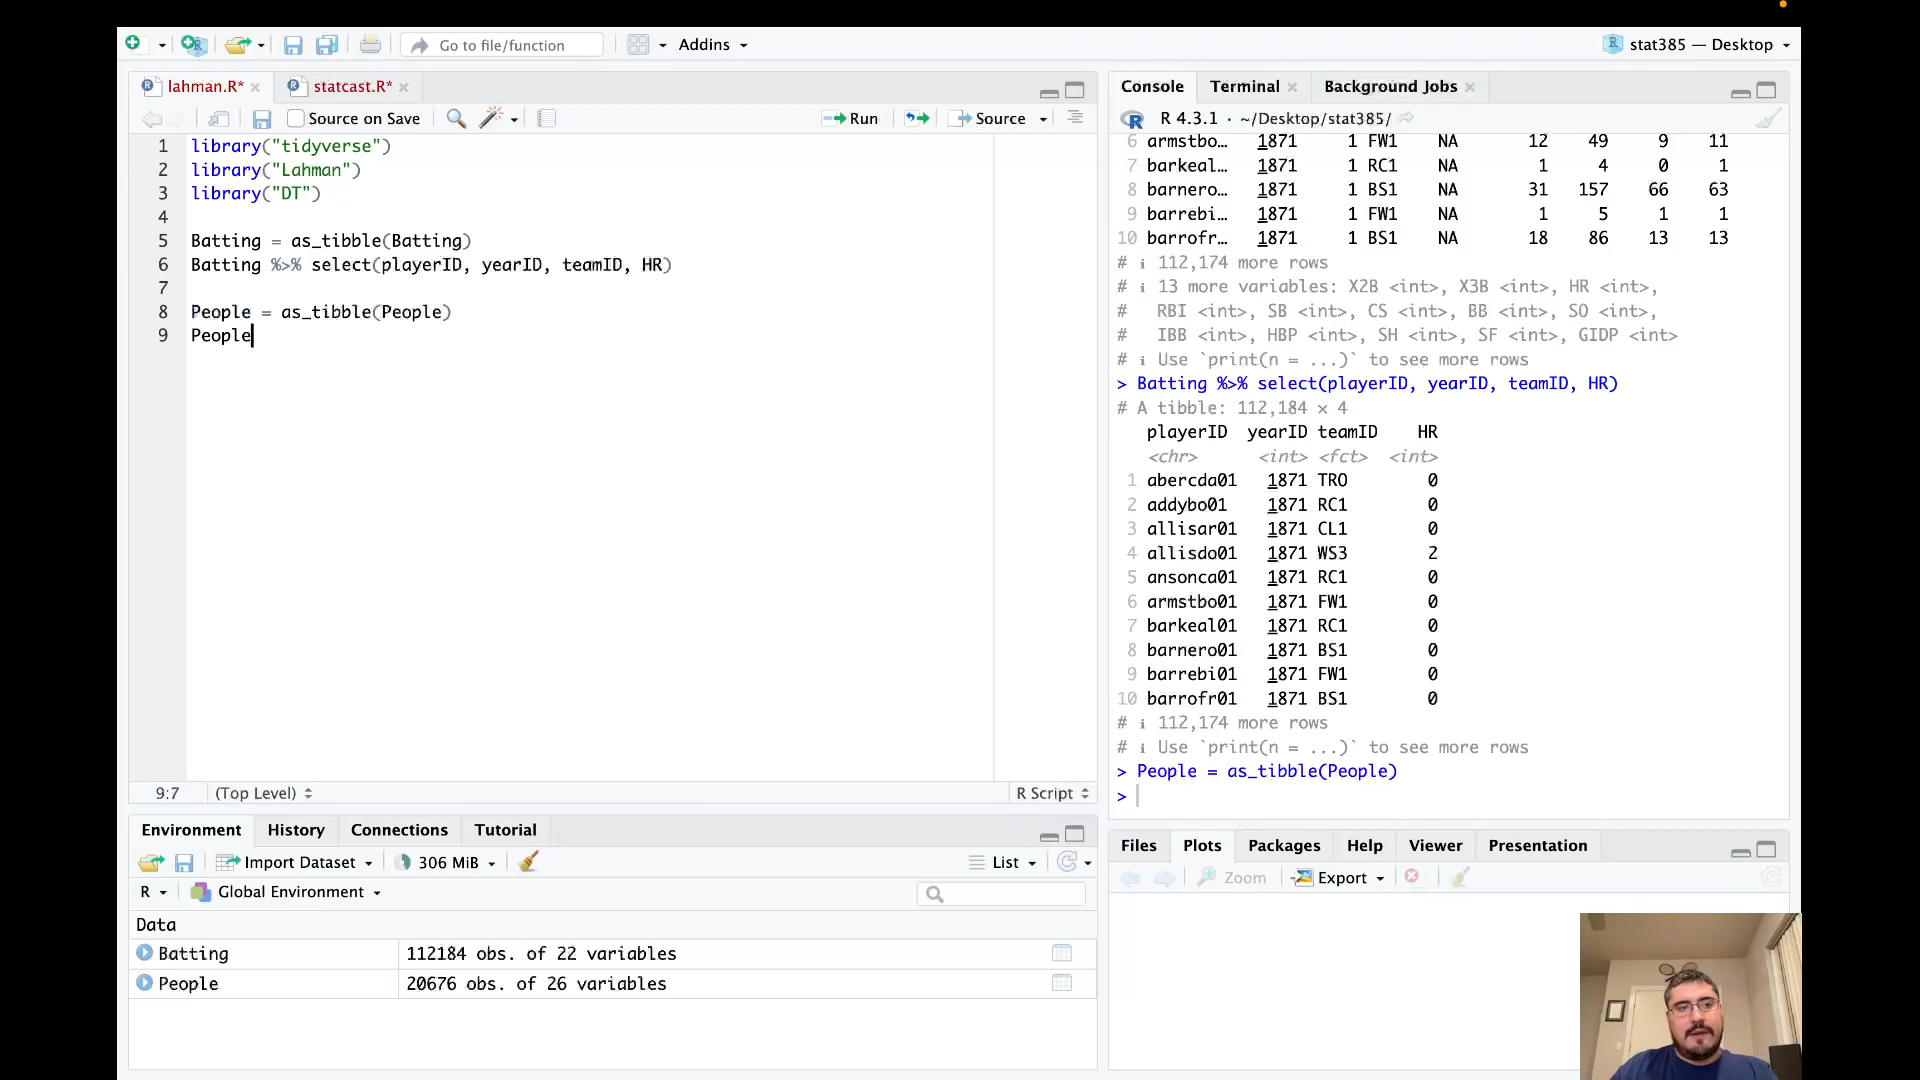 Go to file/function
Addins
stat385 — Desktop
lahman.R*
statcast.R*
Source on Save
Run
Source
1 library("tidyverse")
2 library("Lahman")
3 library("DT")
4
5 Batting = as_tibble(Batting)
6 Batting %>% select(playerID, yearID, teamID, HR)
7
8 People = as_tibble(People)
9 People
9:7 (Top Level) R Script
Environment History Connections Tutorial
Import Dataset 306 MiB List
R Global Environment
Data
Batting 112184 obs. of 22 variables
People 20676 obs. of 26 variables
Console Terminal Background Jobs
R 4.3.1 · ~/Desktop/stat385/
6 armstbo… 1871 1 FW1 NA 12 49 9 11
7 barkeal… 1871 1 RC1 NA 1 4 0 1
8 barnero… 1871 1 BS1 NA 31 157 66 63
9 barrebi… 1871 1 FW1 NA 1 5 1 1
10 barrofr… 1871 1 BS1 NA 18 86 13 13
# ℹ 112,174 more rows
# ℹ 13 more variables: X2B <int>, X3B <int>, HR <int>,
# RBI <int>, SB <int>, CS <int>, BB <int>, SO <int>,
# IBB <int>, HBP <int>, SH <int>, SF <int>, GIDP <int>
# ℹ Use `print(n = ...)` to see more rows
> Batting %>% select(playerID, yearID, teamID, HR)
# A tibble: 112,184 × 4
playerID yearID teamID HR
<chr> <int> <fct> <int>
1 abercda01 1871 TRO 0
2 addybo01 1871 RC1 0
3 allisar01 1871 CL1 0
4 allisdo01 1871 WS3 2
5 ansonca01 1871 RC1 0
6 armstbo01 1871 FW1 0
7 barkeal01 1871 RC1 0
8 barnero01 1871 BS1 0
9 barrebi01 1871 FW1 0
10 barrofr01 1871 BS1 0
# ℹ 112,174 more rows
# ℹ Use `print(n = ...)` to see more rows
> People = as_tibble(People)
>
Files Plots Packages Help Viewer Presentation
Zoom Export